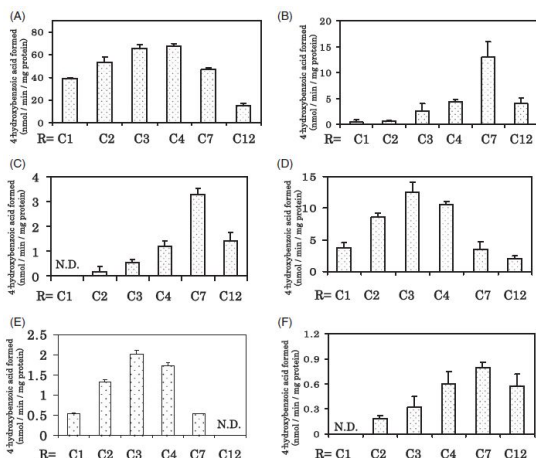 (A)
4-hydroxybenzoic acid formed
(nmol / min / mg protein)
80
60
40
20
0
R= C1 C2 C3 C4 C7 C12
(B)
4-hydroxybenzoic acid formed
(nmol / min / mg protein)
20
15
10
5
0
R= C1 C2 C3 C4 C7 C12
(C)
4-hydroxybenzoic acid formed
(nmol / min / mg protein)
4
3
2
1
0
N.D.
R= C1 C2 C3 C4 C7 C12
(D)
4-hydroxybenzoic acid formed
(nmol / min / mg protein)
15
10
5
0
R= C1 C2 C3 C4 C7 C12
(E)
4-hydroxybenzoic acid formed
(nmol / min / mg protein)
2.5
2
1.5
1
0.5
0
N.D.
R= C1 C2 C3 C4 C7 C12
(F)
4-hydroxybenzoic acid formed
(nmol / min / mg protein)
1.2
0.9
0.6
0.3
0
N.D.
R= C1 C2 C3 C4 C7 C12